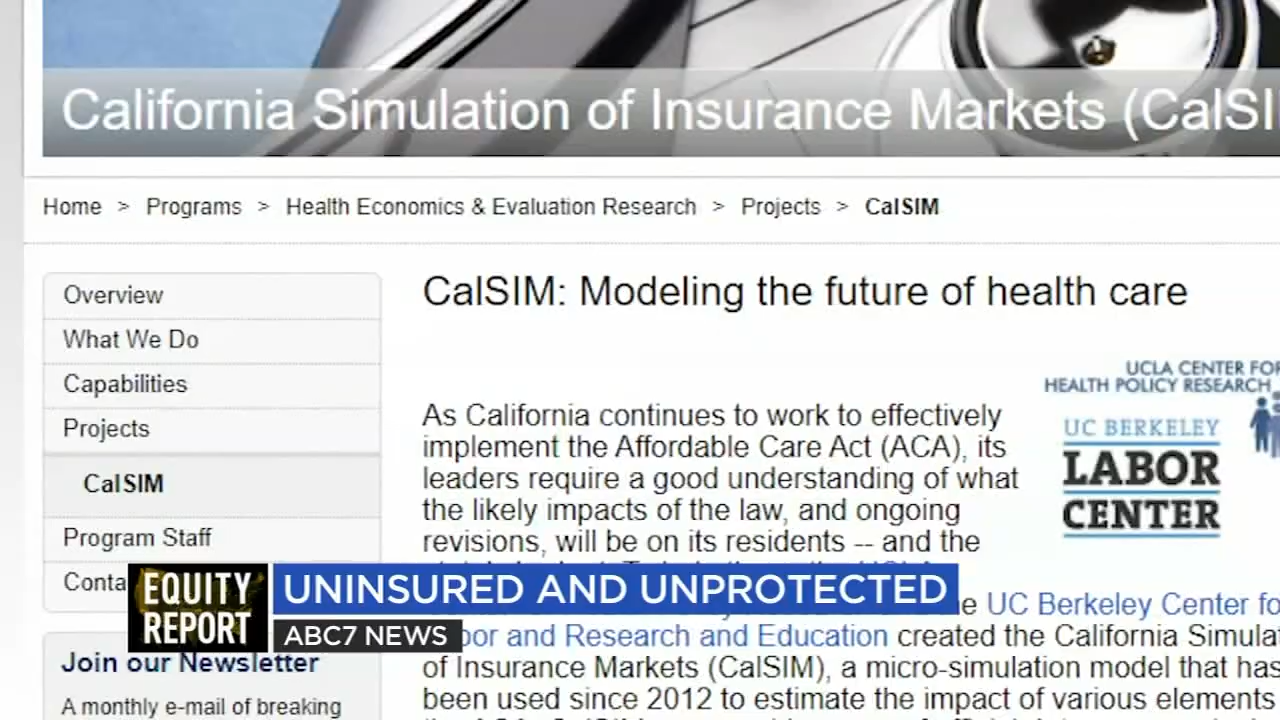 California Simulation of Insurance Markets (CalSI
Home > Programs > Health Economics & Evaluation Research > Projects > CalSIM
Overview
What We Do
Capabilities
Projects
CalSIM
Program Staff
Conta
Join our Newsletter
A monthly e-mail of breaking
CalSIM: Modeling the future of health care
As California continues to work to effectively
implement the Affordable Care Act (ACA), its
leaders require a good understanding of what
the likely impacts of the law, and ongoing
revisions, will be on its residents -- and the
UC Berkeley Center fo
oor and Research and Education created the California Simula
of Insurance Markets (CalSIM), a micro-simulation model that has
been used since 2012 to estimate the impact of various elements
UCLA CENTER FOR
HEALTH POLICY RESEARCH
UC BERKELEY
LABOR
CENTER
EQUITY
REPORT
UNINSURED AND UNPROTECTED
ABC7 NEWS